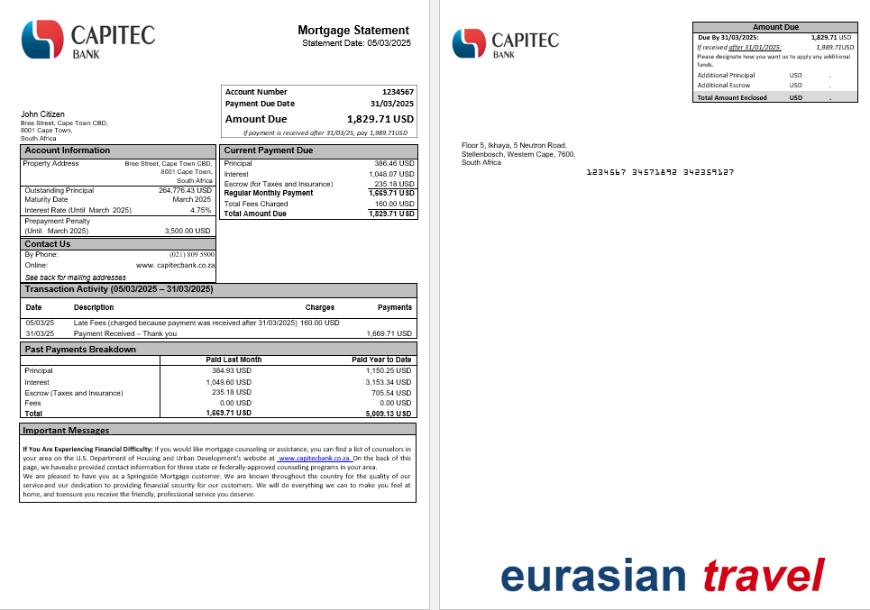 CAPITEC
BANK
Mortgage Statement
Statement Date: 05/03/2025
Account Number 1234567
Payment Due Date 31/03/2025
Amount Due 1,829.71 USD
If payment is received after 31/03/25, pay 1,989.71USD
John Citizen
Bree Street, Cape Town CBD,
8001 Cape Town,
South Africa
Account Information
Property Address Bree Street, Cape Town CBD,
8001 Cape Town,
South Africa
Outstanding Principal 264,776.43 USD
Maturity Date March 2025
Interest Rate (Until March 2025) 4.75%
Prepayment Penalty
(Until March 2025) 3,500.00 USD
Contact Us
By Phone: (021) 809 5900
Online: www. capitecbank.co.za
See back for mailing addresses
Current Payment Due
Principal 386.46 USD
Interest 1,048.07 USD
Escrow (for Taxes and Insurance) 235.18 USD
Regular Monthly Payment 1,669.71 USD
Total Fees Charged 160.00 USD
Total Amount Due 1,829.71 USD
Transaction Activity (05/03/2025 – 31/03/2025)
Date Description Charges Payments
05/03/25 Late Fees (charged because payment was received after 31/03/2025) 160.00 USD
31/03/25 Payment Received – Thank you 1,669.71 USD
Past Payments Breakdown
Paid Last Month Paid Year to Date
Principal 384.93 USD 1,150.25 USD
Interest 1,049.60 USD 3,153.34 USD
Escrow (Taxes and Insurance) 235.18 USD 705.54 USD
Fees 0.00 USD 0.00 USD
Total 1,669.71 USD 5,009.13 USD
Important Messages
If You Are Experiencing Financial Difficulty: If you would like mortgage counseling or assistance, you can find a list of counselors in
your area on the U.S. Department of Housing and Urban Development's website at www.capitecbank.co.za On the back of this
page, we havealso provided contact information for three state or federally-approved counseling programs in your area.
We are pleased to have you as a Springside Mortgage customer. We are known throughout the country for the quality of our
serviceand our dedication to providing financial security for our customers. We will do everything we can to make you feel at
home, and toensure you receive the friendly, professional service you deserve.
CAPITEC
BANK
Amount Due
Due By 31/03/2025: 1,829.71 USD
If received after 31/01/2025: 1,989.71USD
Please designate how you want us to apply any additional
funds.
Additional Principal USD .
Additional Escrow USD .
Total Amount Enclosed USD .
Floor 5, Ikhaya, 5 Neutron Road,
Stellenbosch, Western Cape, 7600,
South Africa
1234567 34571892 342359127
eurasian travel